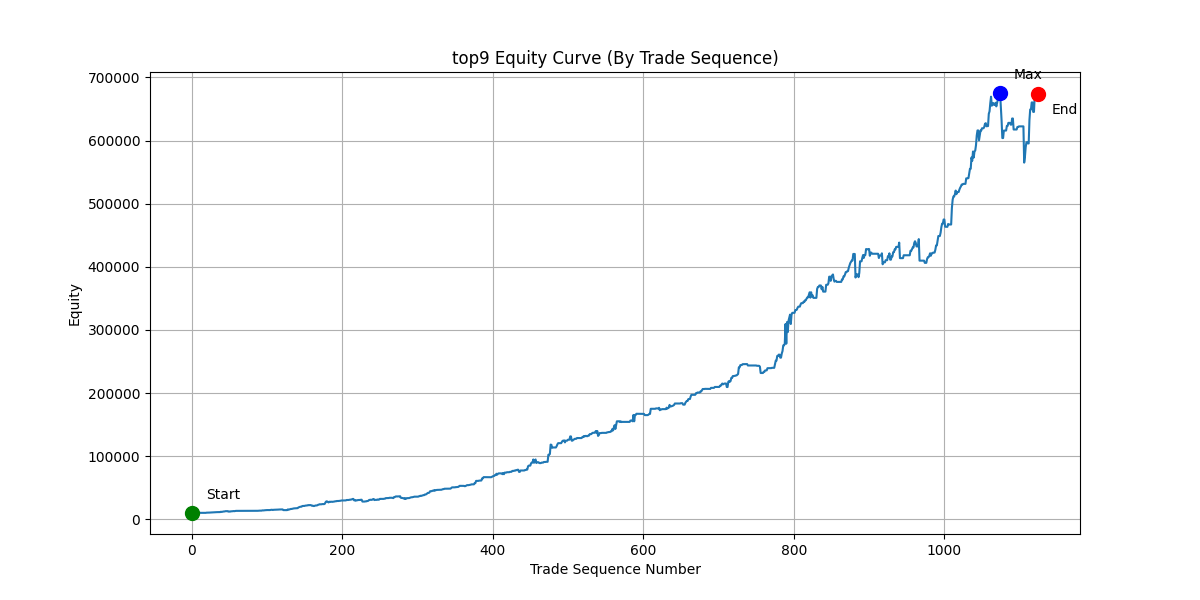 top9 Equity Curve (By Trade Sequence)
700000
600000
500000
400000
300000
200000
100000
0
Equity
Start
Max
End
0 200 400 600 800 1000
Trade Sequence Number